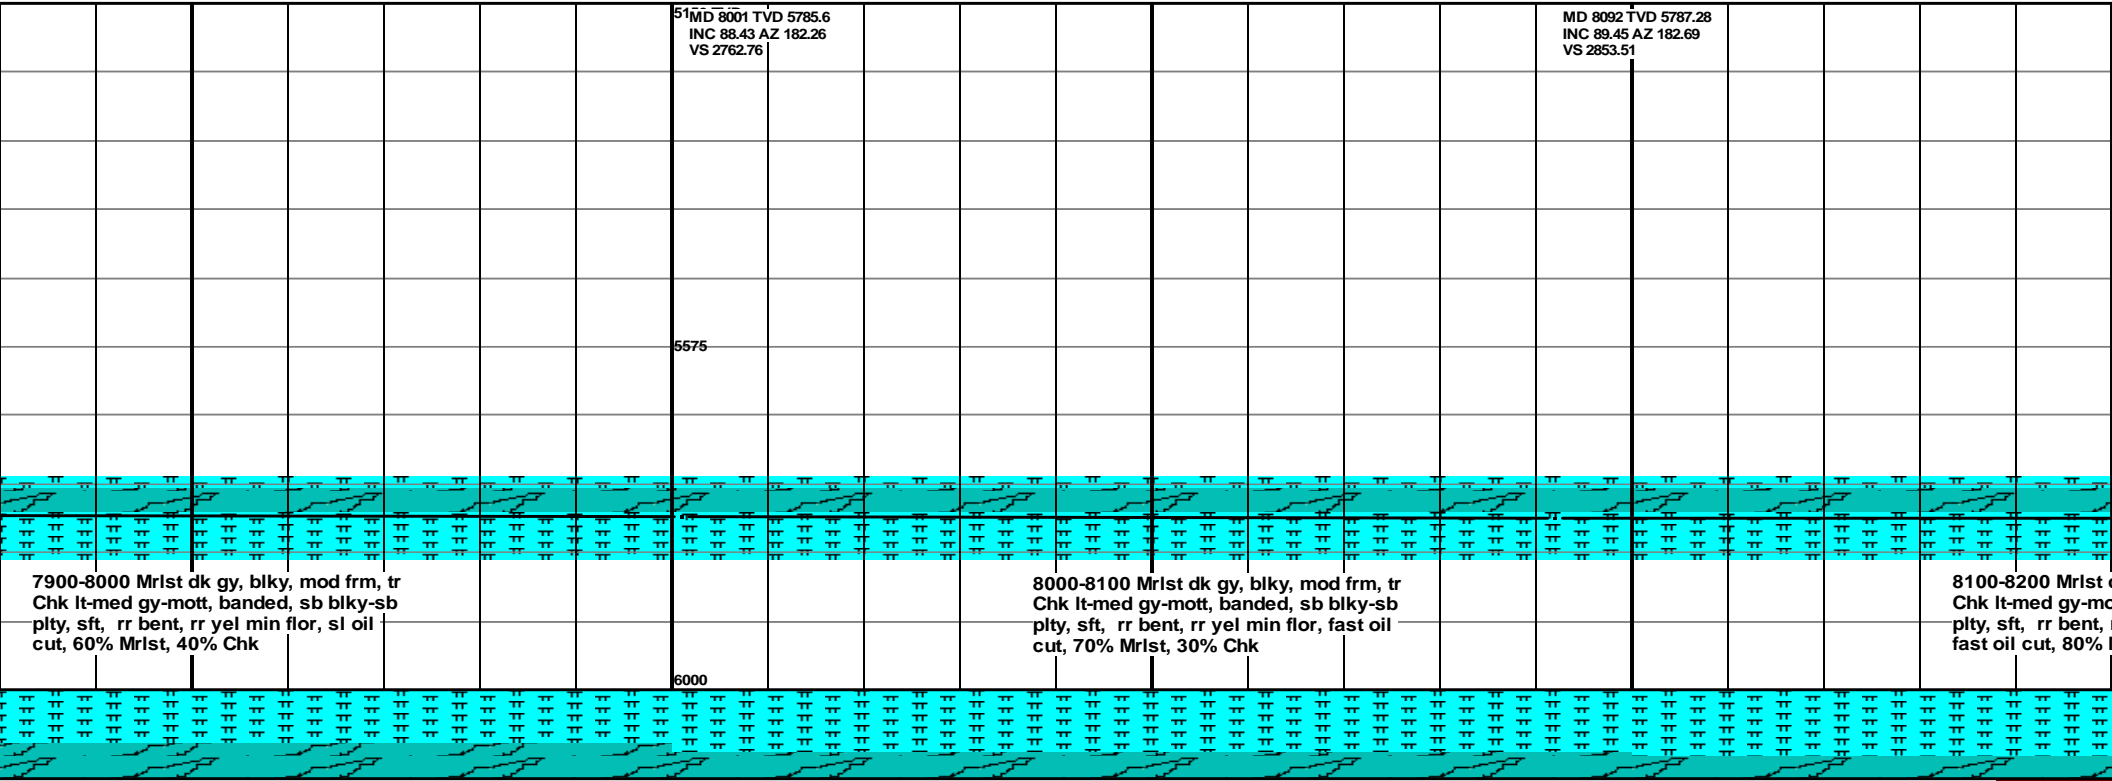 MD 8001 TVD 5785.6
INC 88.43 AZ 182.26
VS 2762.76
MD 8092 TVD 5787.28
INC 89.45 AZ 182.69
VS 2853.51
5575
7900-8000 Mrlst dk gy, blky, mod frm, tr
Chk lt-med gy-mott, banded, sb blky-sb
plty, sft, rr bent, rr yel min flor, sl oil
cut, 60% Mrlst, 40% Chk
8000-8100 Mrlst dk gy, blky, mod frm, tr
Chk lt-med gy-mott, banded, sb blky-sb
plty, sft, rr bent, rr yel min flor, fast oil
cut, 70% Mrlst, 30% Chk
8100-8200 Mrlst
Chk lt-med gy-mo
plty, sft, rr bent,
fast oil cut, 80%
6000